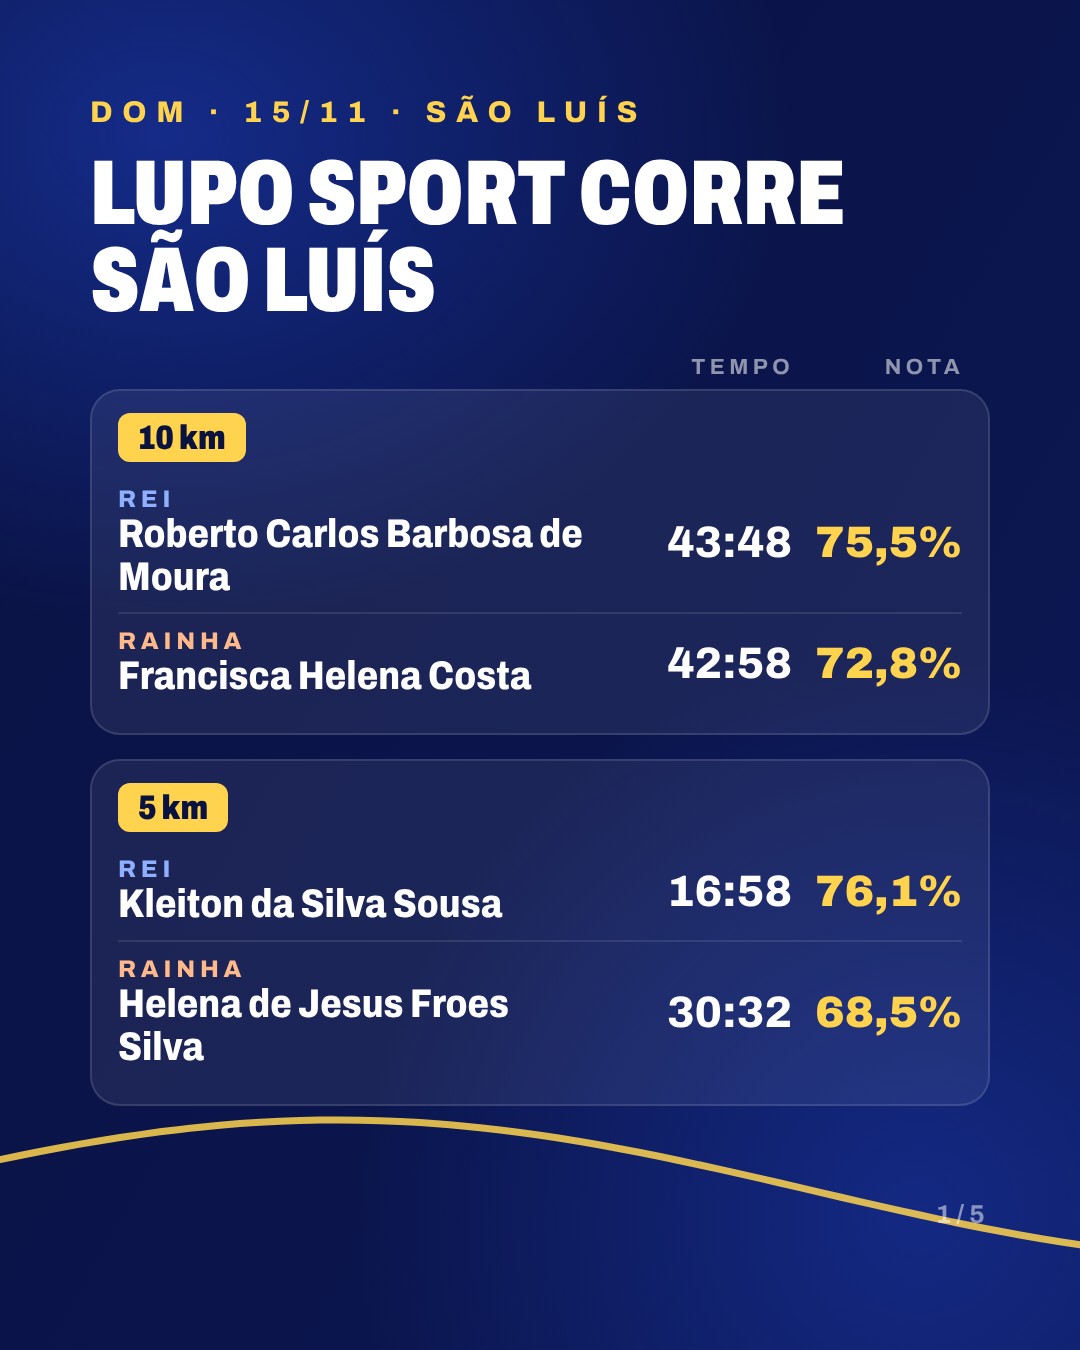 DOM · 15/11 · SÃO LUÍS
LUPO SPORT CORRE
SÃO LUÍS
TEMPO NOTA
10 km
REI
Roberto Carlos Barbosa de
Moura
43:48 75,5%
RAINHA
Francisca Helena Costa
42:58 72,8%
5 km
REI
Kleiton da Silva Sousa
16:58 76,1%
RAINHA
Helena de Jesus Froes
Silva
30:32 68,5%
1/5